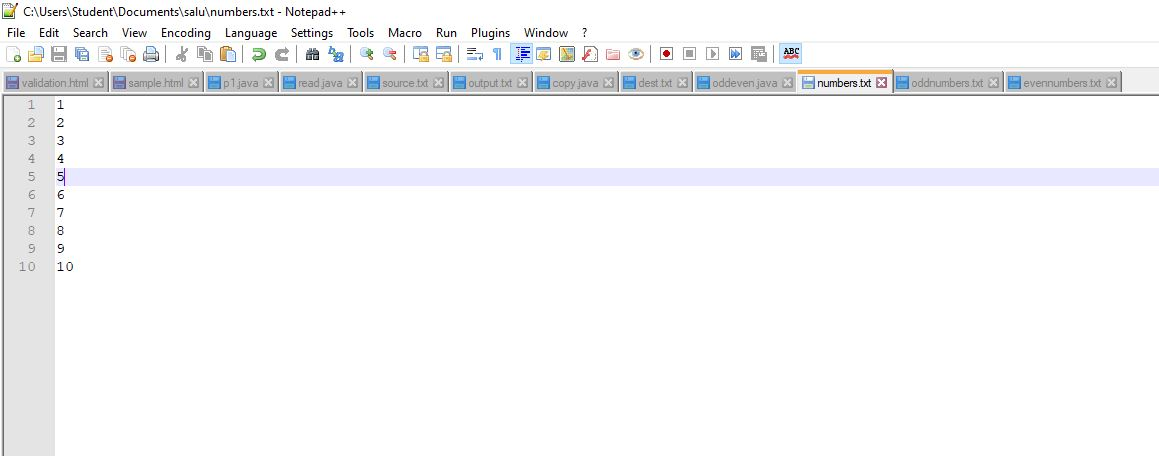 C:\Users\Student\Documents\salu\numbers.txt - Notepad++
File Edit Search View Encoding Language Settings Tools Macro Run Plugins Window ?
ABC
validation.html sample.html p1.java read.java source.txt output.txt copy.java dest.txt oddeven.java numbers.txt oddnumbers.txt evennumbers.txt
1 1
2 2
3 3
4 4
5 5
6 6
7 7
8 8
9 9
10 10